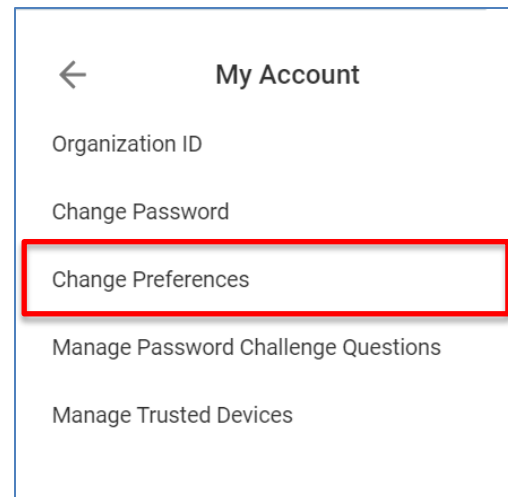 My Account
Organization ID
Change Password
Change Preferences
Manage Password Challenge Questions
Manage Trusted Devices